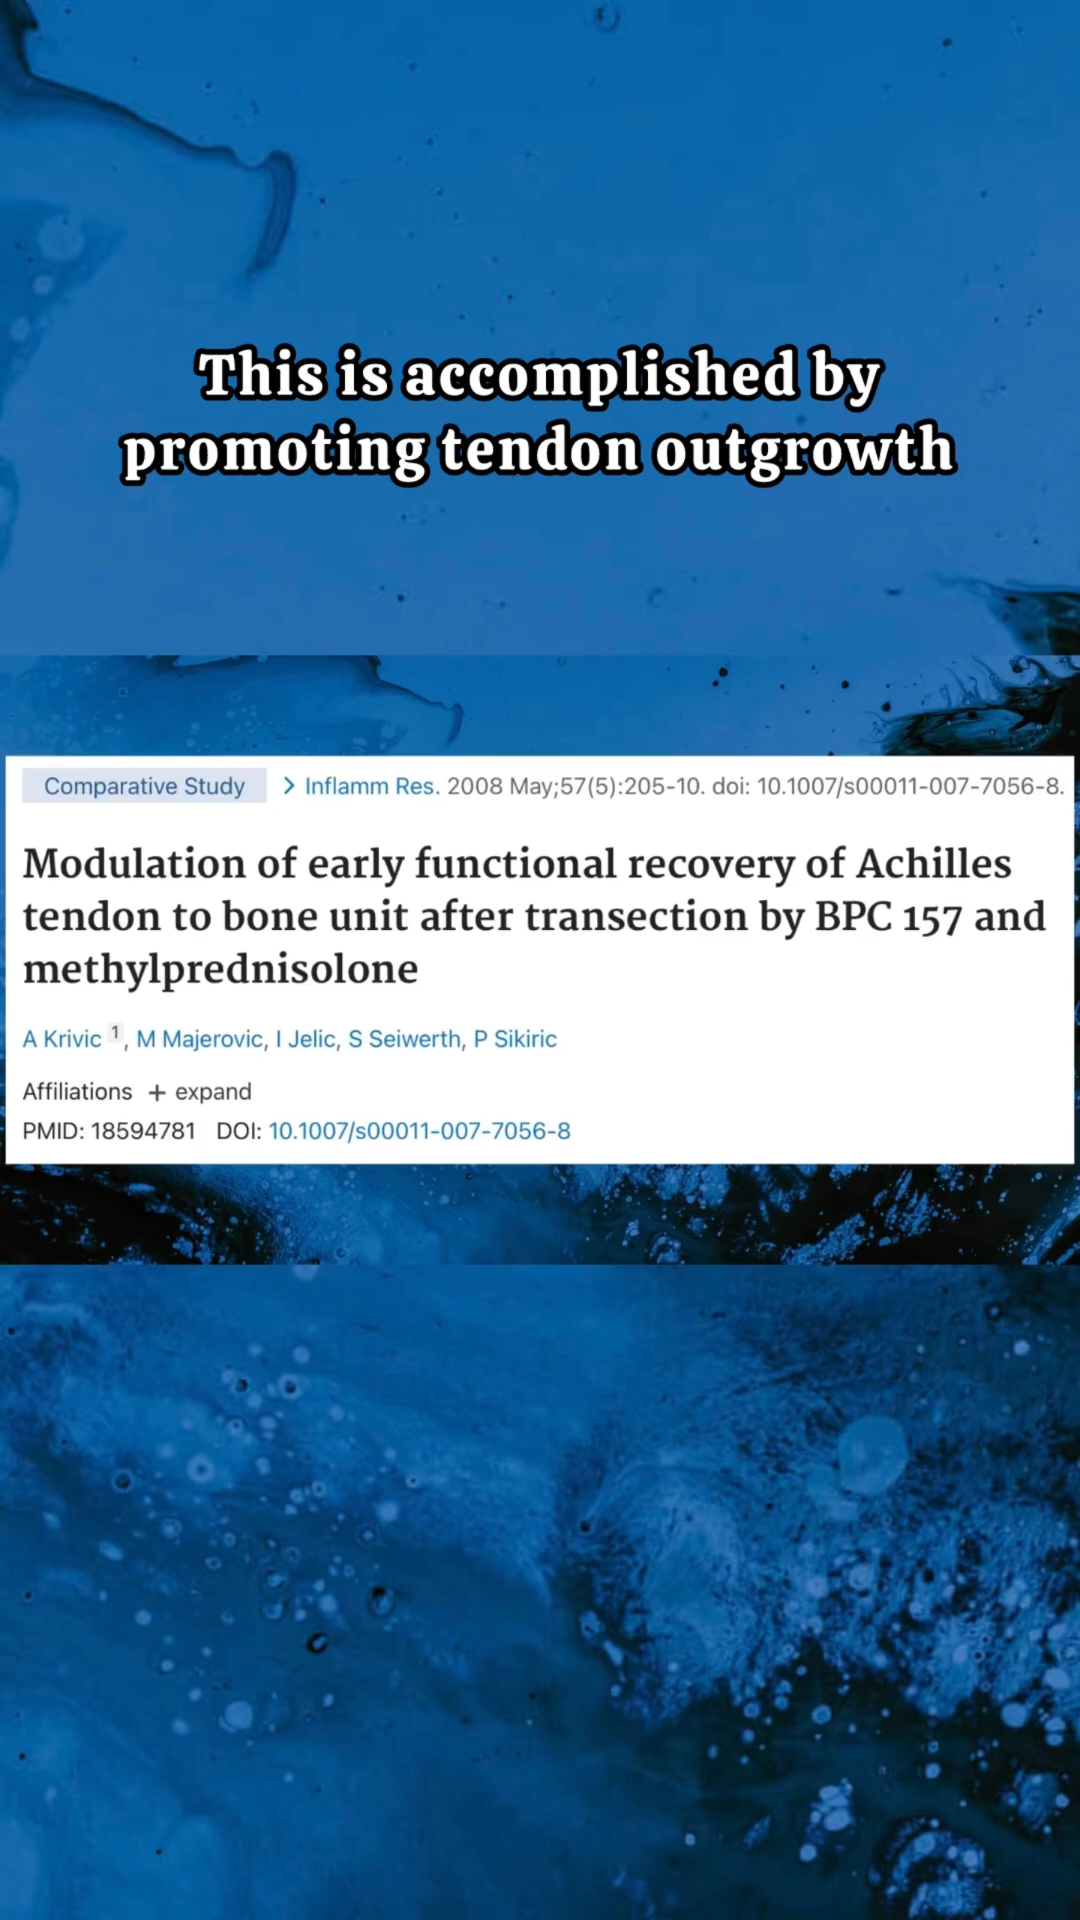 This is accomplished by
promoting tendon outgrowth
Comparative Study > Inflamm Res. 2008 May;57(5):205-10. doi: 10.1007/s00011-007-7056-8.
Modulation of early functional recovery of Achilles
tendon to bone unit after transection by BPC 157 and
methylprednisolone
A Krivic 1, M Majerovic, I Jelic, S Seiwerth, P Sikiric
Affiliations + expand
PMID: 18594781 DOI: 10.1007/s00011-007-7056-8